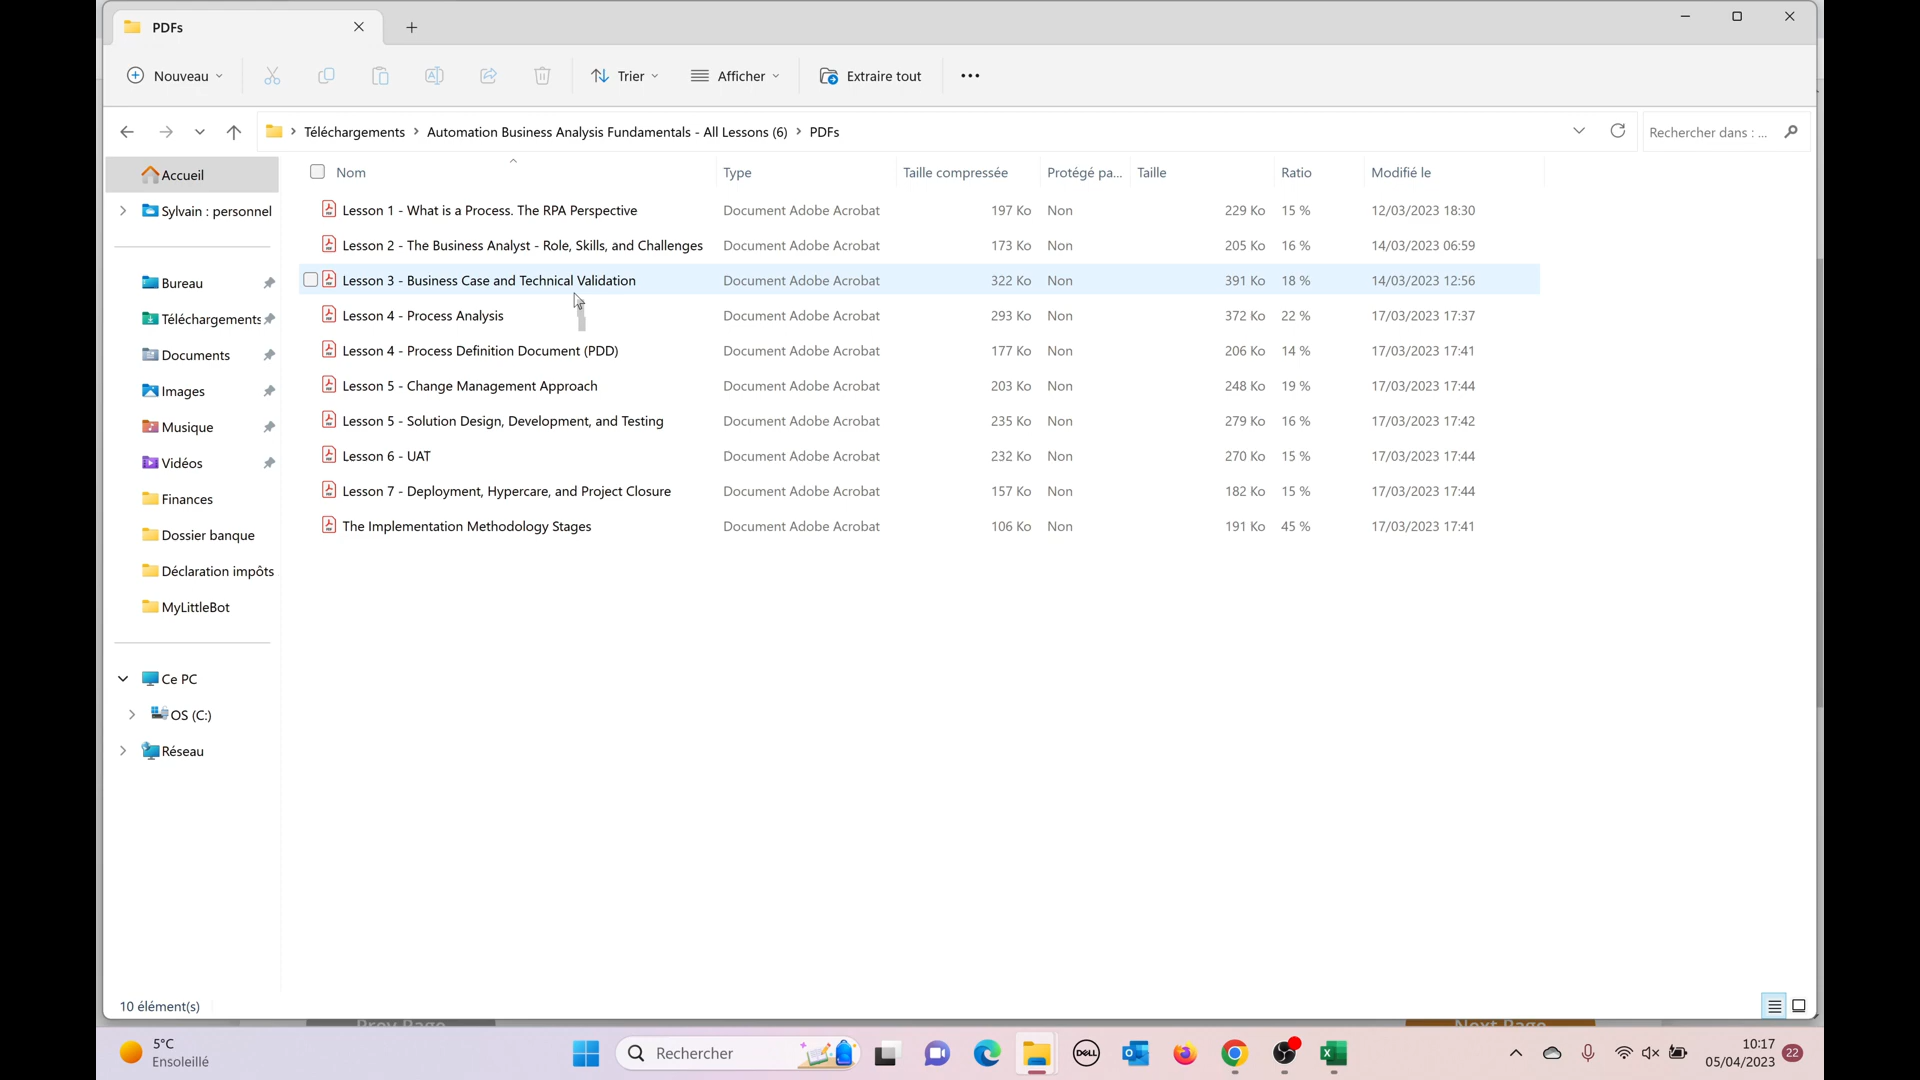 PDFs
Nouveau
Trier
Afficher
Extraire tout
Téléchargements > Automation Business Analysis Fundamentals - All Lessons (6) > PDFs
Rechercher dans : ...
Accueil
Sylvain : personnel
Bureau
Téléchargements
Documents
Images
Musique
Vidéos
Finances
Dossier banque
Déclaration impôts
MyLittleBot
Ce PC
OS (C:)
Réseau
Nom Type Taille compressée Protégé pa... Taille Ratio Modifié le
Lesson 1 - What is a Process. The RPA Perspective Document Adobe Acrobat 197 Ko Non 229 Ko 15 % 12/03/2023 18:30
Lesson 2 - The Business Analyst - Role, Skills, and Challenges Document Adobe Acrobat 173 Ko Non 205 Ko 16 % 14/03/2023 06:59
Lesson 3 - Business Case and Technical Validation Document Adobe Acrobat 322 Ko Non 391 Ko 18 % 14/03/2023 12:56
Lesson 4 - Process Analysis Document Adobe Acrobat 293 Ko Non 372 Ko 22 % 17/03/2023 17:37
Lesson 4 - Process Definition Document (PDD) Document Adobe Acrobat 177 Ko Non 206 Ko 14 % 17/03/2023 17:41
Lesson 5 - Change Management Approach Document Adobe Acrobat 203 Ko Non 248 Ko 19 % 17/03/2023 17:44
Lesson 5 - Solution Design, Development, and Testing Document Adobe Acrobat 235 Ko Non 279 Ko 16 % 17/03/2023 17:42
Lesson 6 - UAT Document Adobe Acrobat 232 Ko Non 270 Ko 15 % 17/03/2023 17:44
Lesson 7 - Deployment, Hypercare, and Project Closure Document Adobe Acrobat 157 Ko Non 182 Ko 15 % 17/03/2023 17:44
The Implementation Methodology Stages Document Adobe Acrobat 106 Ko Non 191 Ko 45 % 17/03/2023 17:41
10 élément(s)
Prev Page Next Page
5°C
Ensoleillé
Rechercher
DELL
10:17
05/04/2023
22